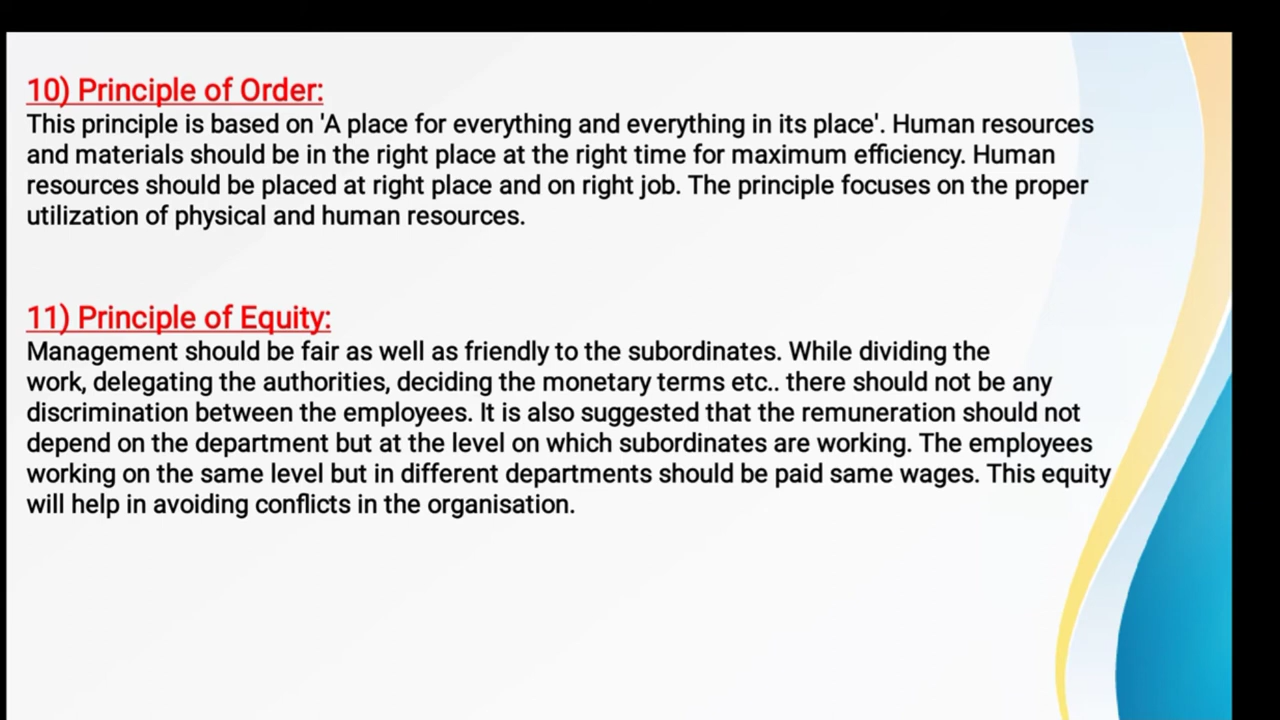 10) Principle of Order:
This principle is based on 'A place for everything and everything in its place'. Human resources
and materials should be in the right place at the right time for maximum efficiency. Human
resources should be placed at right place and on right job. The principle focuses on the proper
utilization of physical and human resources.
11) Principle of Equity:
Management should be fair as well as friendly to the subordinates. While dividing the
work, delegating the authorities, deciding the monetary terms etc.. there should not be any
discrimination between the employees. It is also suggested that the remuneration should not
depend on the department but at the level on which subordinates are working. The employees
working on the same level but in different departments should be paid same wages. This equity
will help in avoiding conflicts in the organisation.